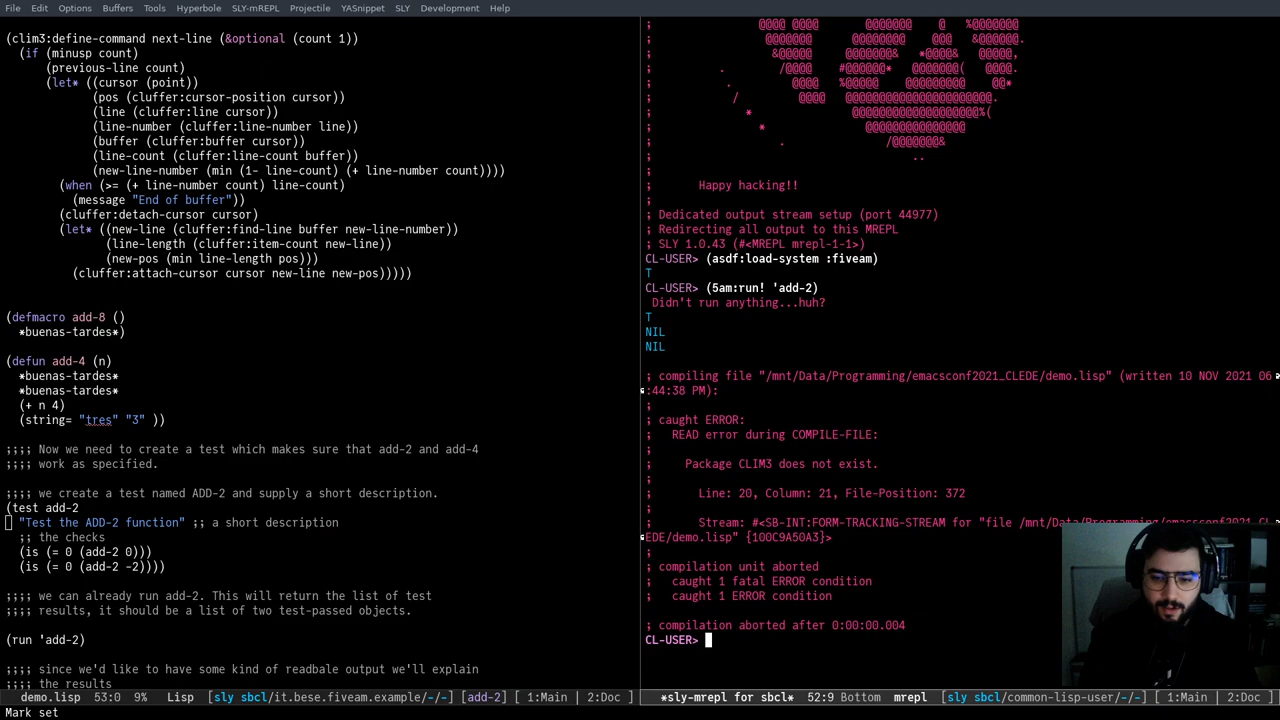 File Edit Options Buffers Tools Hyperbole SLY-mREPL Projectile YASnippet SLY Development Help
(clim3:define-command next-line (&optional (count 1))
(if (minusp count)
(previous-line count)
(let* ((cursor (point))
(pos (cluffer:cursor-position cursor))
(line (cluffer:line cursor))
(line-number (cluffer:line-number line))
(buffer (cluffer:buffer cursor))
(line-count (cluffer:line-count buffer))
(new-line-number (min (1- line-count) (+ line-number count))))
(when (>= (+ line-number count) line-count)
(message "End of buffer"))
(cluffer:detach-cursor cursor)
(let* ((new-line (cluffer:find-line buffer new-line-number))
(line-length (cluffer:item-count new-line))
(new-pos (min line-length pos)))
(cluffer:attach-cursor cursor new-line new-pos)))))
(defmacro add-8 ()
*buenas-tardes*)
(defun add-4 (n)
*buenas-tardes*
*buenas-tardes*
(+ n 4)
(string= "tres" "3" ))
;;;; Now we need to create a test which makes sure that add-2 and add-4
;;;; work as specified.
;;;; we create a test named ADD-2 and supply a short description.
(test add-2
"Test the ADD-2 function" ;; a short description
;; the checks
(is (= 0 (add-2 0)))
(is (= 0 (add-2 -2))))
;;;; we can already run add-2. This will return the list of test
;;;; results, it should be a list of two test-passed objects.
(run 'add-2)
;;;; since we'd like to have some kind of readbale output we'll explain
;;;; the results
demo.lisp 53:0 9% Lisp [sly sbcl/it.bese.fiveam.example/-/-] [add-2] [ 1:Main | 2:Doc ]
; @@@@ @@@@ @@@@@@@ @ %@@@@@@@
; @@@@@@@ @@@@@@@@ @@@ &@@@@@@.
; &@@@@@ @@@@@@@& *@@@@& @@@@@,
; . /@@@@ #@@@@@@@* @@@@@@@( @@@@.
; . @@@@ %@@@@@ @@@@@@@@@ @@*
; / @@@@ @@@@@@@@@@@@@@@@@@@@@@.
; * @@@@@@@@@@@@@@@@@@@%(
; * @@@@@@@@@@@@@@@
; . /@@@@@@@&
; ..
;
; Happy hacking!!
;
; Dedicated output stream setup (port 44977)
; Redirecting all output to this MREPL
; SLY 1.0.43 (#<MREPL mrepl-1-1>)
CL-USER> (asdf:load-system :fiveam)
T
CL-USER> (5am:run! 'add-2)
Didn't run anything...huh?
T
NIL
NIL
; compiling file "/mnt/Data/Programming/emacsconf2021_CLEDE/demo.lisp" (written 10 NOV 2021 06
:44:38 PM):
;
; caught ERROR:
; READ error during COMPILE-FILE:
;
; Package CLIM3 does not exist.
;
; Line: 20, Column: 21, File-Position: 372
;
; Stream: #<SB-INT:FORM-TRACKING-STREAM for "file /mnt/Data/Programming/emacsconf2021_CL
EDE/demo.lisp" {100C9A50A3}>
;
; compilation unit aborted
; caught 1 fatal ERROR condition
; caught 1 ERROR condition
; compilation aborted after 0:00:00.004
CL-USER>
*sly-mrepl for sbcl* 52:9 Bottom mrepl [sly sbcl/common-lisp-user/-/-] [ 1:Main | 2:Doc ]
Mark set